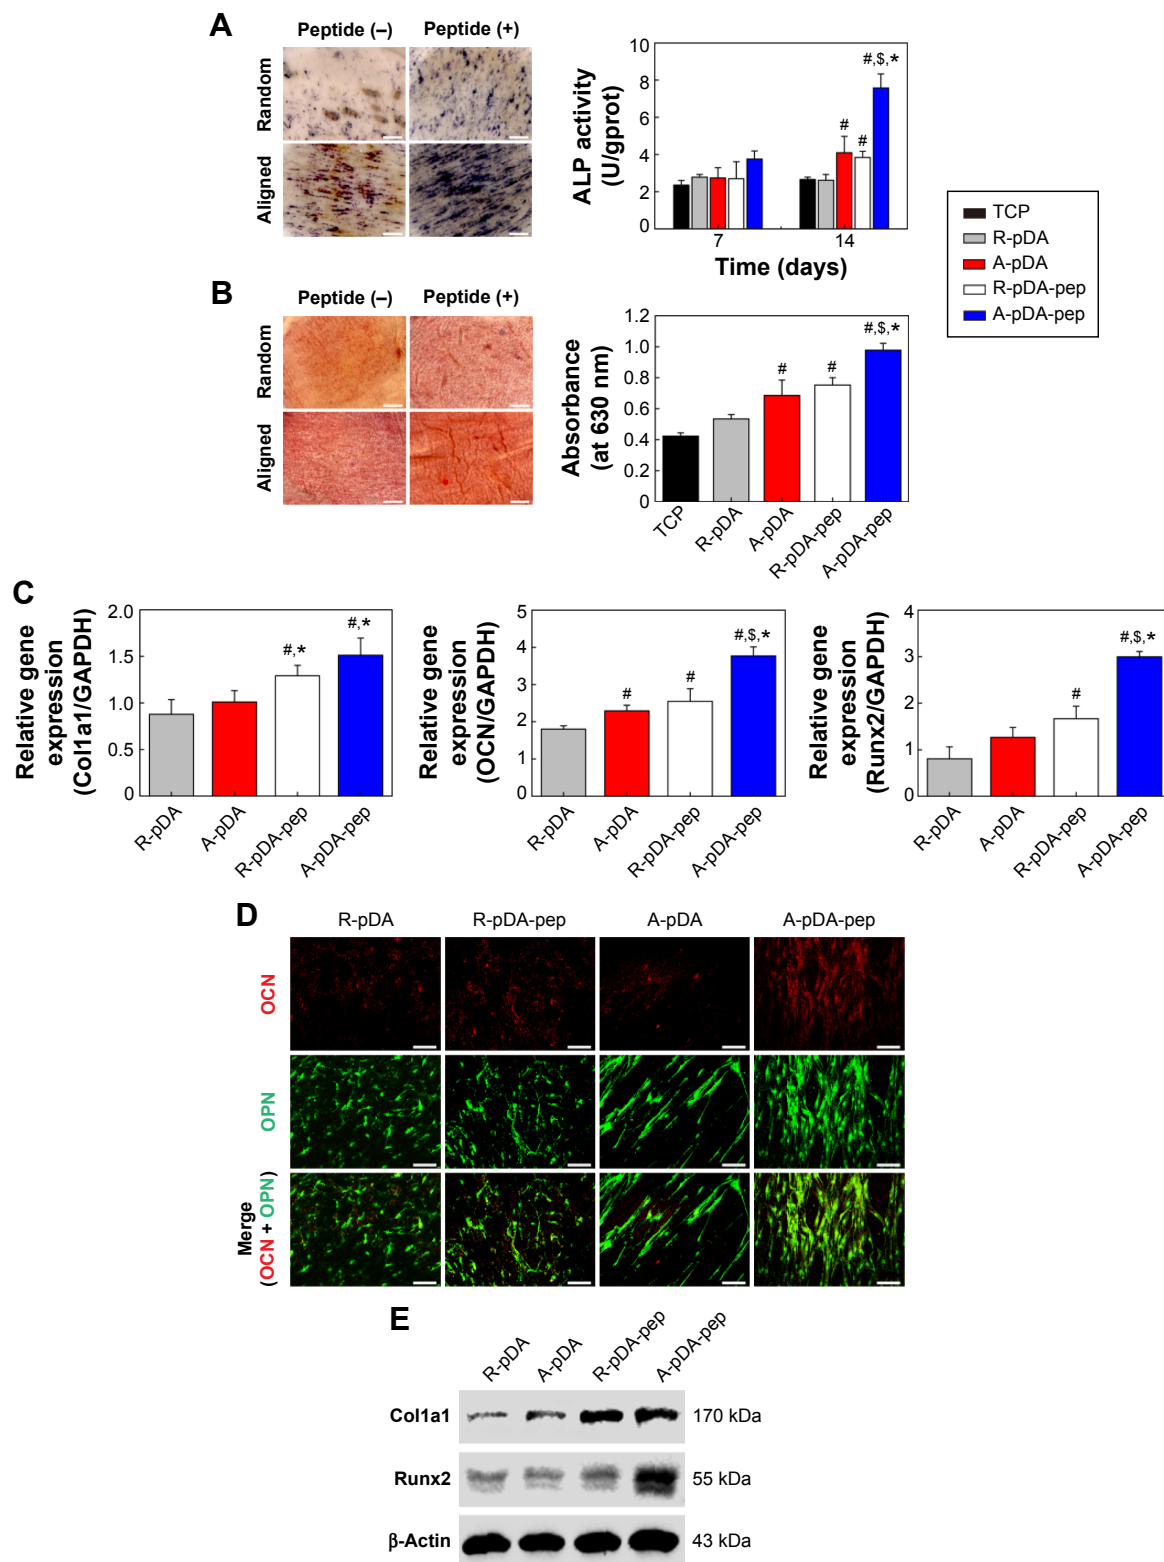 A
Peptide (–)
Peptide (+)
Random
Aligned
ALP activity
(U/gprot)
10
8
6
4
2
0
#
#
#,$,*
7
14
Time (days)
TCP
R-pDA
A-pDA
R-pDA-pep
A-pDA-pep
B
Peptide (–)
Peptide (+)
Random
Aligned
Absorbance
(at 630 nm)
1.2
1.0
0.8
0.6
0.4
0.2
0
#
#
#,$,*
TCP
R-pDA
A-pDA
R-pDA-pep
A-pDA-pep
C
Relative gene
expression
(Col1a1/GAPDH)
2.0
1.5
1.0
0.5
0.0
#,*
#,*
R-pDA
A-pDA
R-pDA-pep
A-pDA-pep
Relative gene
expression
(OCN/GAPDH)
5
4
3
2
1
0
#
#
#,$,*
R-pDA
A-pDA
R-pDA-pep
A-pDA-pep
Relative gene
expression
(Runx2/GAPDH)
4
3
2
1
0
#
#,$,*
R-pDA
A-pDA
R-pDA-pep
A-pDA-pep
D
R-pDA
R-pDA-pep
A-pDA
A-pDA-pep
OCN
OPN
Merge
(OCN + OPN)
E
R-pDA
A-pDA
R-pDA-pep
A-pDA-pep
Col1a1
170 kDa
Runx2
55 kDa
β-Actin
43 kDa